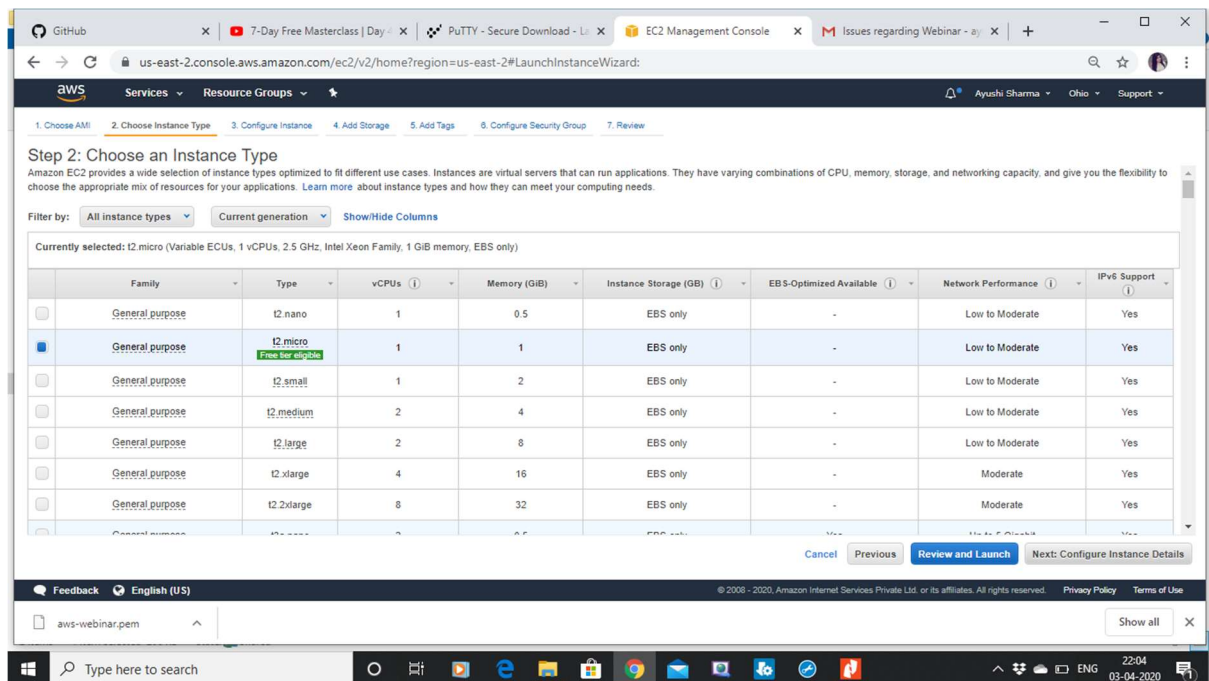 GitHub
7-Day Free Masterclass | Day
PuTTY - Secure Download - L
EC2 Management Console
Issues regarding Webinar - ay
us-east-2.console.aws.amazon.com/ec2/v2/home?region=us-east-2#LaunchInstanceWizard:
aws Services Resource Groups Ayushi Sharma Ohio Support
1. Choose AMI 2. Choose Instance Type 3. Configure Instance 4. Add Storage 5. Add Tags 6. Configure Security Group 7. Review
Step 2: Choose an Instance Type
Amazon EC2 provides a wide selection of instance types optimized to fit different use cases. Instances are virtual servers that can run applications. They have varying combinations of CPU, memory, storage, and networking capacity, and give you the flexibility to
choose the appropriate mix of resources for your applications. Learn more about instance types and how they can meet your computing needs.
Filter by: All instance types Current generation Show/Hide Columns
Currently selected: t2.micro (Variable ECUs, 1 vCPUs, 2.5 GHz, Intel Xeon Family, 1 GiB memory, EBS only)
Family Type vCPUs Memory (GiB) Instance Storage (GB) EBS-Optimized Available Network Performance IPv6 Support
General purpose t2.nano 1 0.5 EBS only - Low to Moderate Yes
General purpose t2.micro 1 1 EBS only - Low to Moderate Yes
Free tier eligible
General purpose t2.small 1 2 EBS only - Low to Moderate Yes
General purpose t2.medium 2 4 EBS only - Low to Moderate Yes
General purpose t2.large 2 8 EBS only - Low to Moderate Yes
General purpose t2.xlarge 4 16 EBS only - Moderate Yes
General purpose t2.2xlarge 8 32 EBS only - Moderate Yes
Cancel Previous Review and Launch Next: Configure Instance Details
Feedback English (US) © 2008 - 2020, Amazon Internet Services Private Ltd. or its affiliates. All rights reserved. Privacy Policy Terms of Use
aws-webinar.pem Show all
Type here to search ENG 22:04
03-04-2020